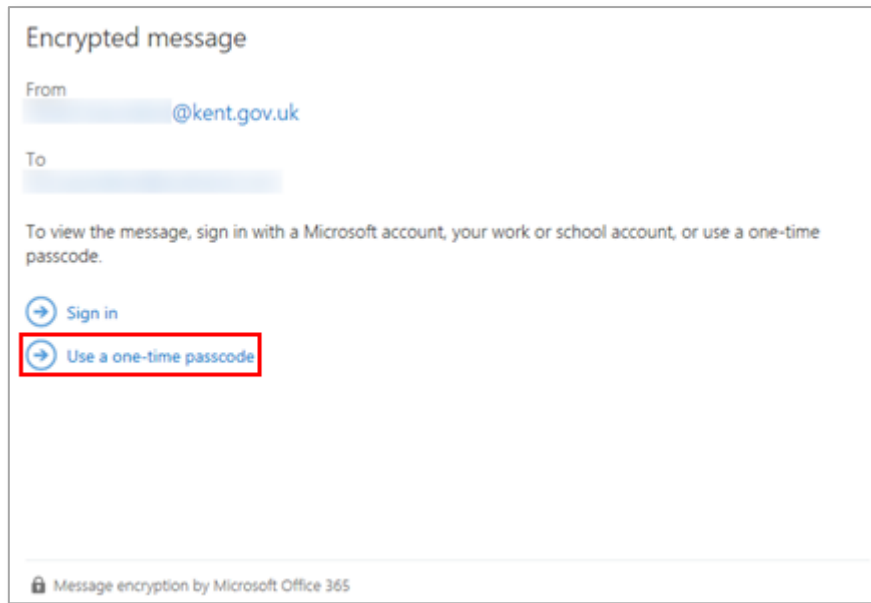 Encrypted message
From
@kent.gov.uk
To
To view the message, sign in with a Microsoft account, your work or school account, or use a one-time
passcode.
Sign in
Use a one-time passcode
Message encryption by Microsoft Office 365